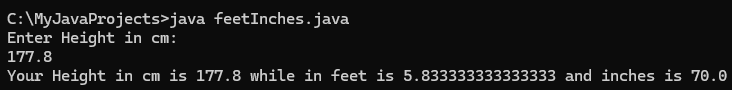 C:\MyJavaProjects>java feetInches.java
Enter Height in cm:
177.8
Your Height in cm is 177.8 while in feet is 5.833333333333333 and inches is 70.0